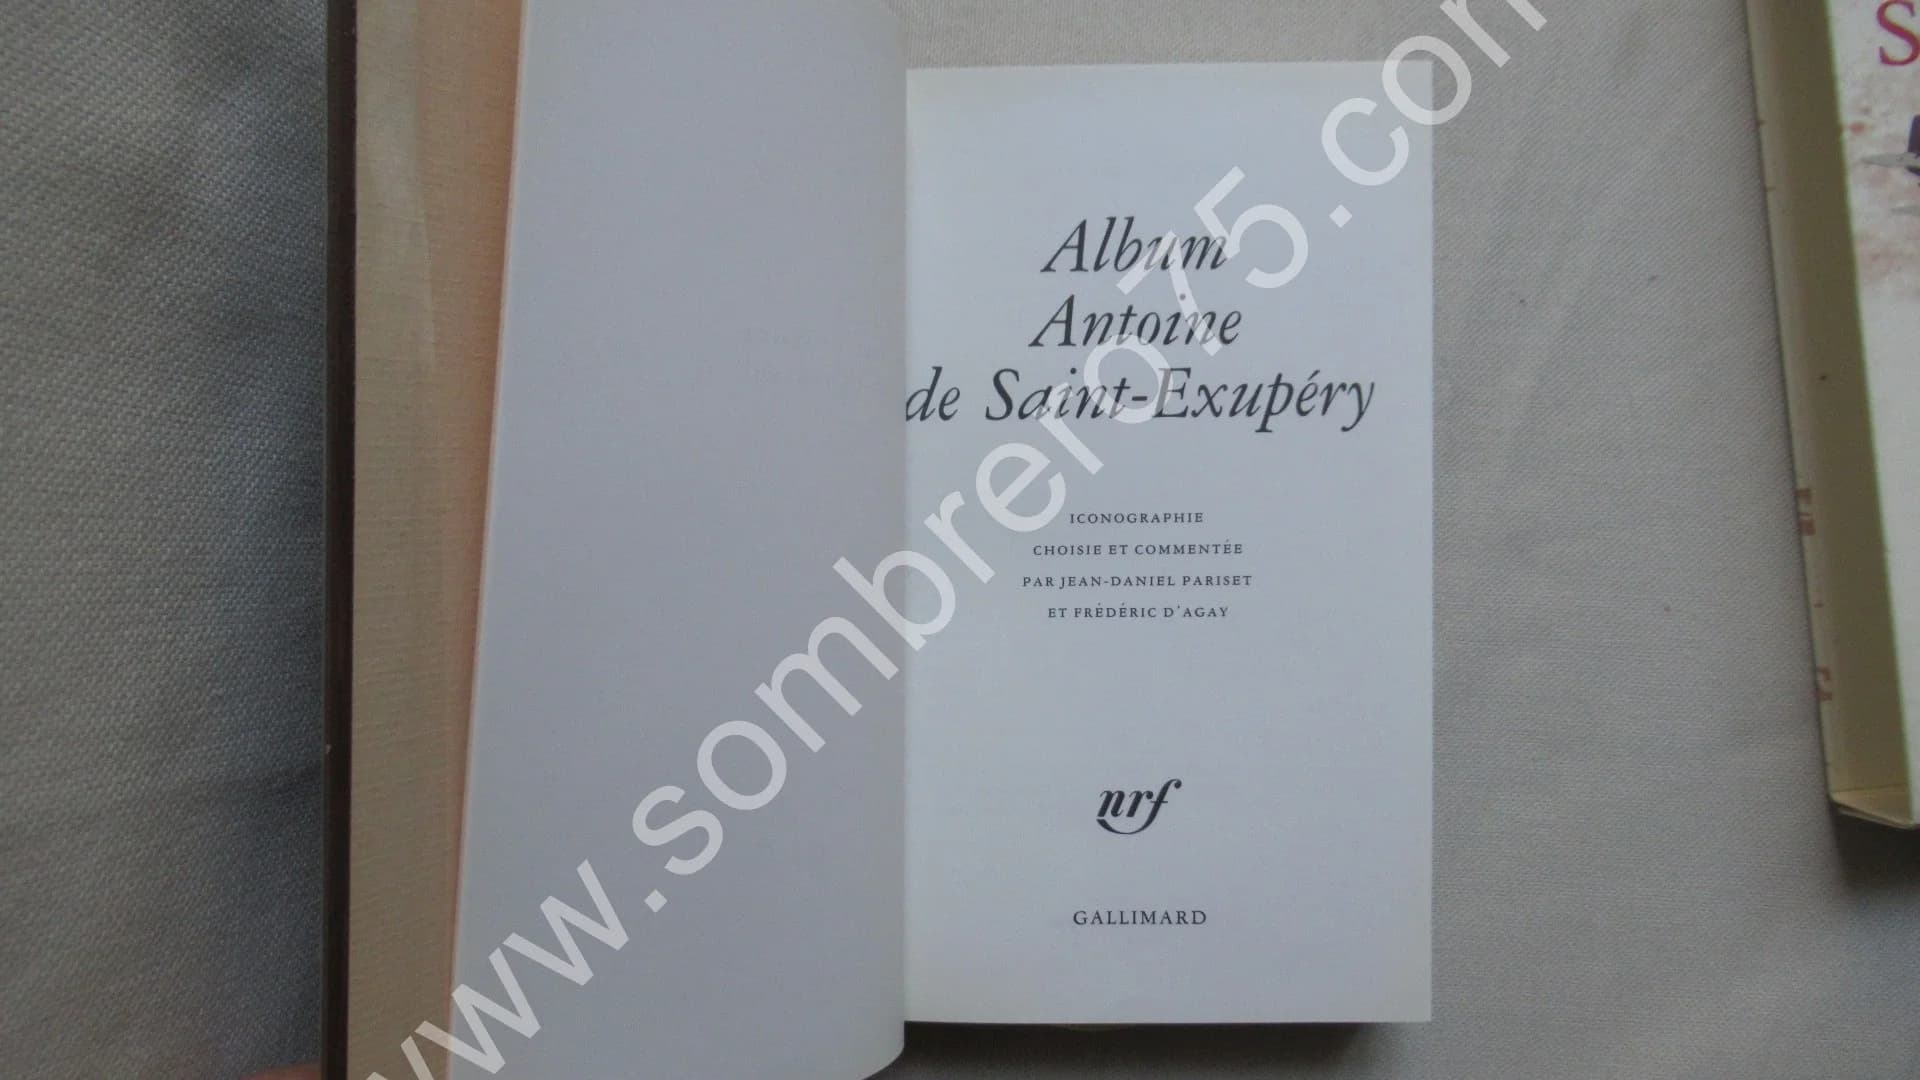 Album
Antoine
de Saint-Exupéry
ICONOGRAPHIE
CHOISIE ET COMMENTÉE
PAR JEAN-DANIEL PARISET
ET FRÉDÉRIC D'AGAY
nrf
GALLIMARD
www.sombrero75.com
S